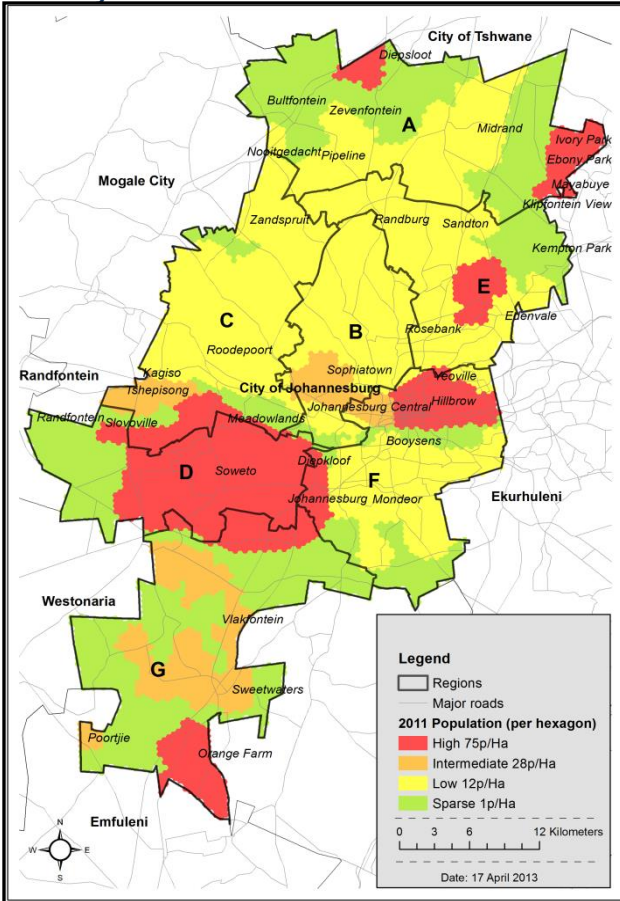 City of Tshwane
Diepsloot
Bultfontein
Zevenfontein
A
Midrand
Ivory Park
Nooitgedacht
Pipeline
Ebony Park
Mogale City
Mayabuye
Klipfontein View
Zandspruit
Randburg
Sandton
Kempton Park
E
C
B
Edenvale
Rosebank
Roodepoort
Sophiatown
Randfontein
Kagiso
Yeoville
Tshepisong
City of Johannesburg
Hillbrow
Randfontein
Slovoville
Meadowlands
Johannesburg Central
Booysens
D
Soweto
Diepkloof
F
Johannesburg
Mondeor
Ekurhuleni
Westonaria
Vlakfontein
G
Sweetwaters
Poortjie
Orange Farm
Emfuleni
N
W
E
S
Legend
Regions
Major roads
2011 Population (per hexagon)
High 75p/Ha
Intermediate 28p/Ha
Low 12p/Ha
Sparse 1p/Ha
0 3 6 12 Kilometers
Date: 17 April 2013